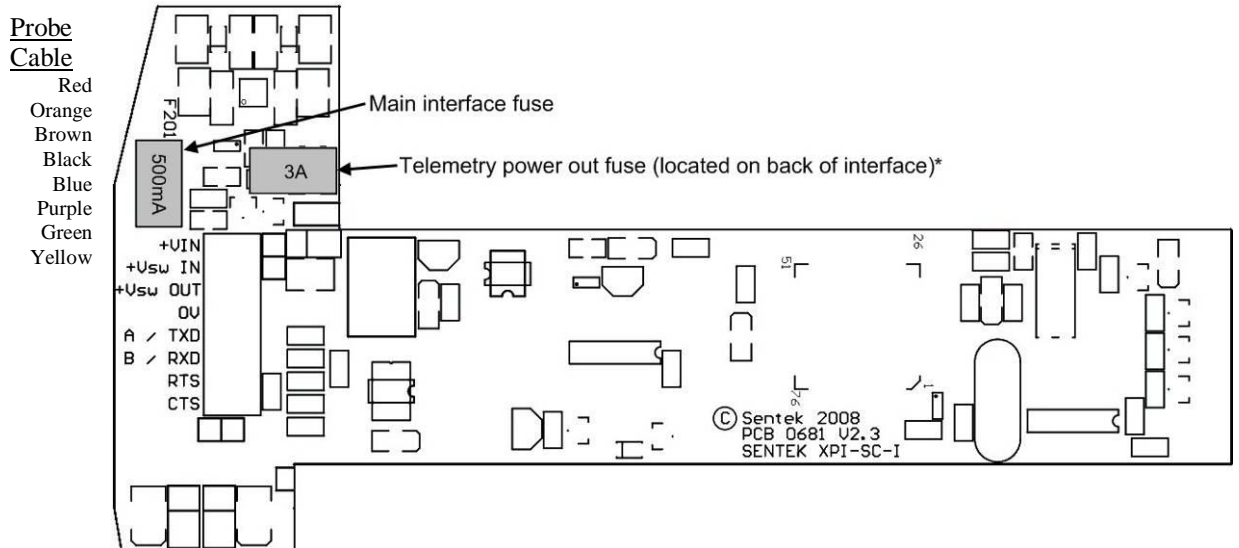 Probe
Cable
Red
Orange
Brown
Black
Blue
Purple
Green
Yellow
F201
500mA
Main interface fuse
3A
Telemetry power out fuse (located on back of interface)*
+VIN
+Vsw IN
+Vsw OUT
0V
A / TXD
B / RXD
RTS
CTS
51
26
76
1
© Sentek 2008
PCB 0681 V2.3
SENTEK XPI-SC-I